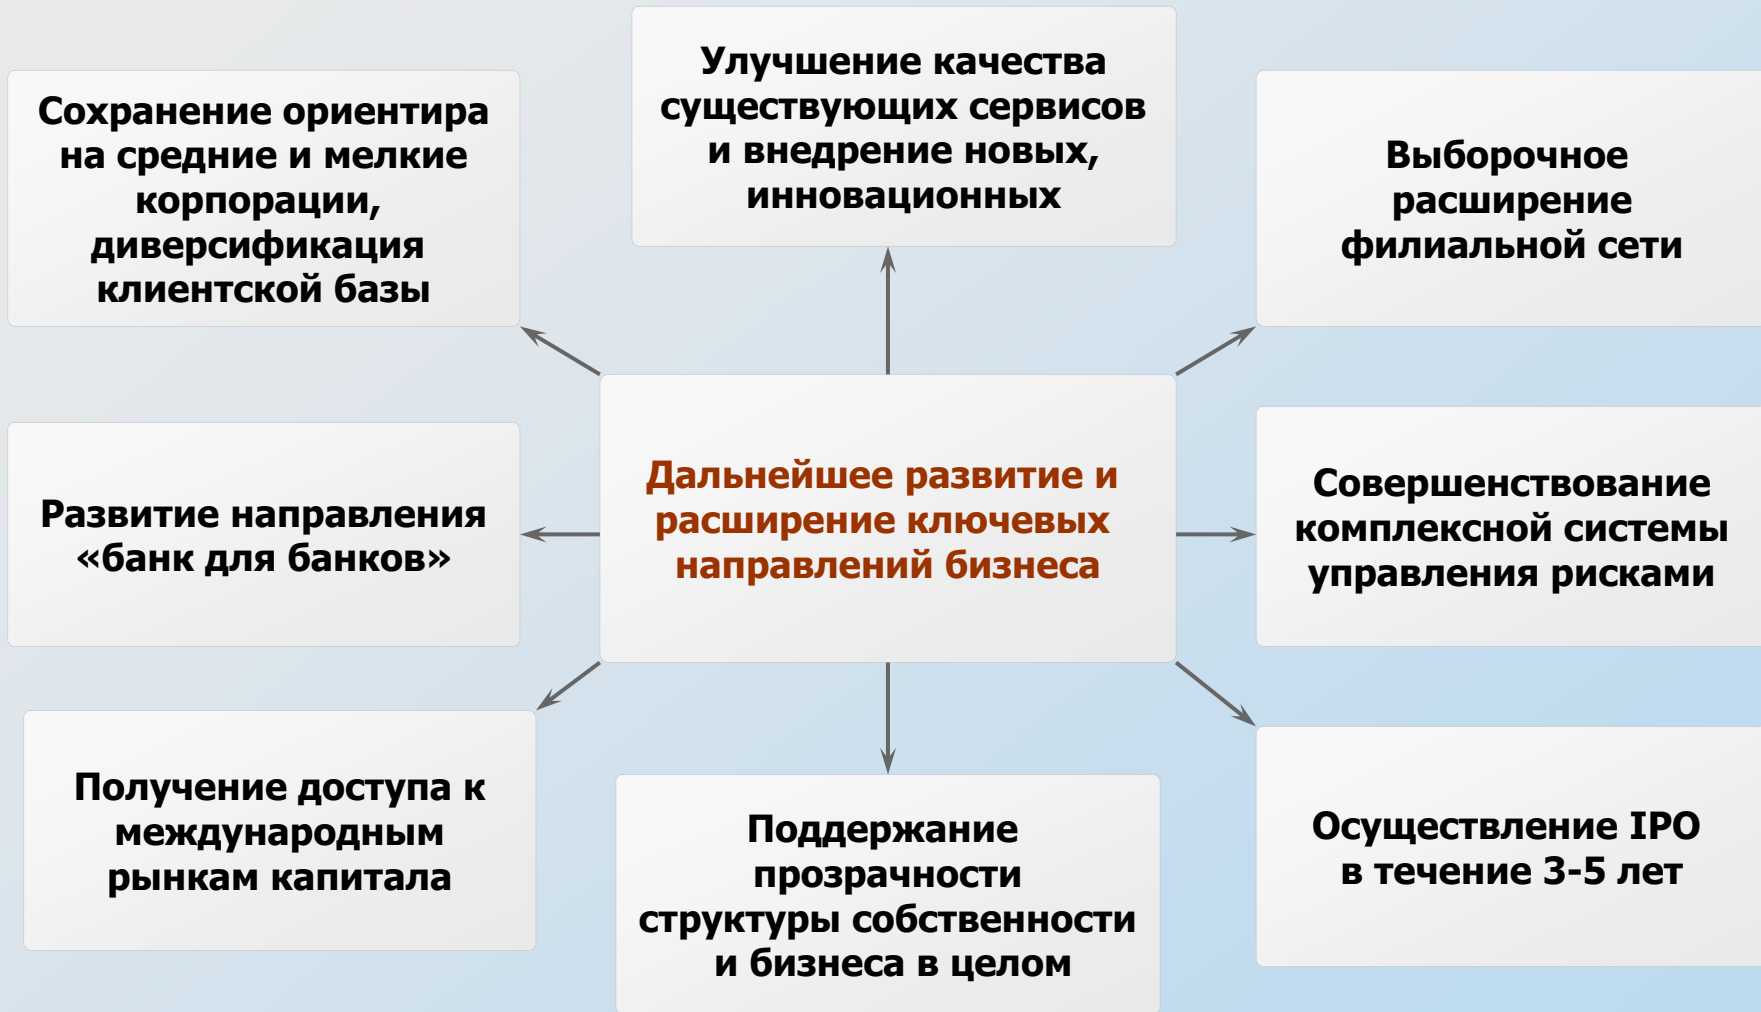 Сохранение ориентира
на средние и мелкие
корпорации,
диверсификация
клиентской базы
Улучшение качества
существующих сервисов
и внедрение новых,
инновационных
Выборочное
расширение
филиальной сети
Развитие направления
«банк для банков»
Дальнейшее развитие и
расширение ключевых
направлений бизнеса
Совершенствование
комплексной системы
управления рисками
Получение доступа к
международным
рынкам капитала
Поддержание
прозрачности
структуры собственности
и бизнеса в целом
Осуществление IPO
в течение 3-5 лет